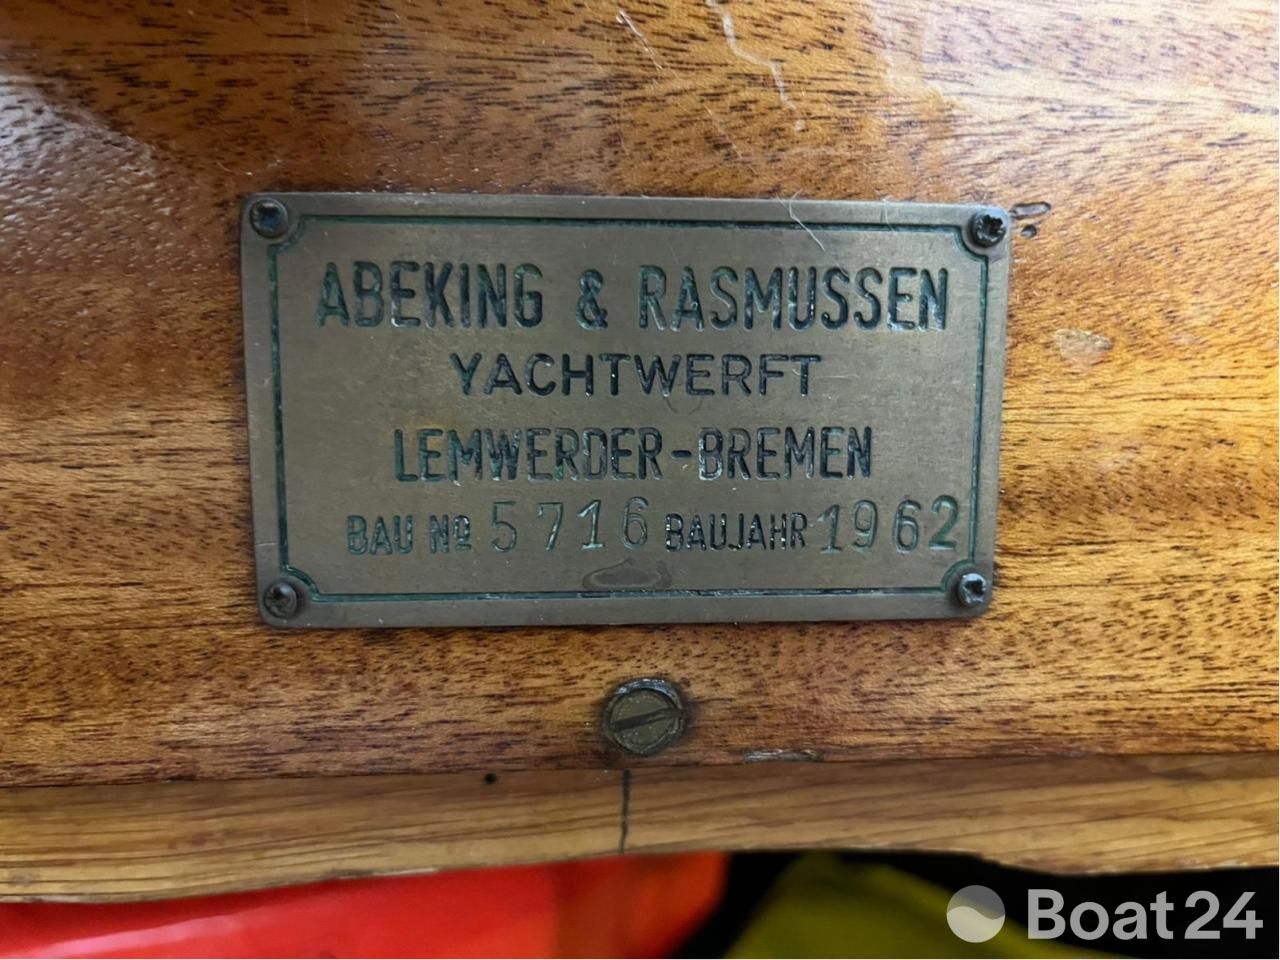 ABEKING & RASMUSSEN
YACHTWERFT
LEMWERDER-BREMEN
BAU Nº 5716 BAUJAHR 1962
Boat24